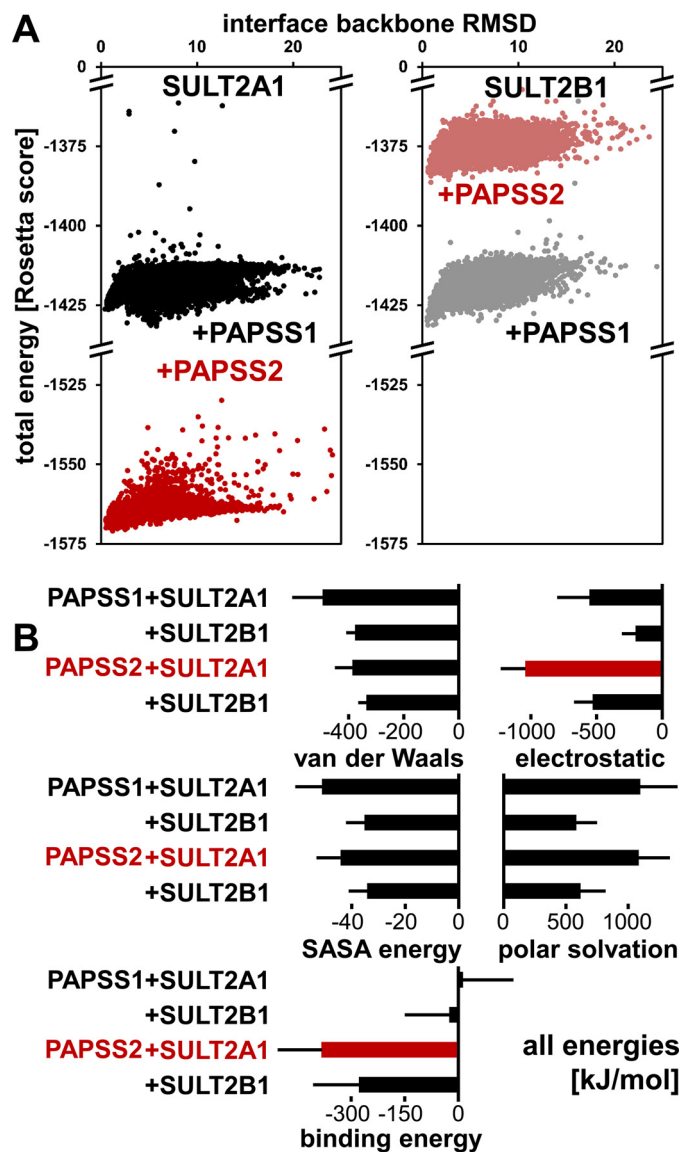 A
interface backbone RMSD
0 10 20 0 10 20
0 0
SULT2A1 SULT2B1
-1375 -1375
+PAPSS2
-1400 -1400
-1425 -1425
+PAPSS1 +PAPSS1
+PAPSS2
-1525 -1525
-1550 -1550
-1575 -1575
total energy [Rosetta score]
B
PAPSS1+SULT2A1
+SULT2B1
PAPSS2+SULT2A1
+SULT2B1
-400 -200 0 -1000 -500 0
van der Waals electrostatic
PAPSS1+SULT2A1
+SULT2B1
PAPSS2+SULT2A1
+SULT2B1
-40 -20 0 0 500 1000
SASA energy polar solvation
PAPSS1+SULT2A1
+SULT2B1
PAPSS2+SULT2A1
+SULT2B1
-300 -150 0
binding energy
all energies
[kJ/mol]